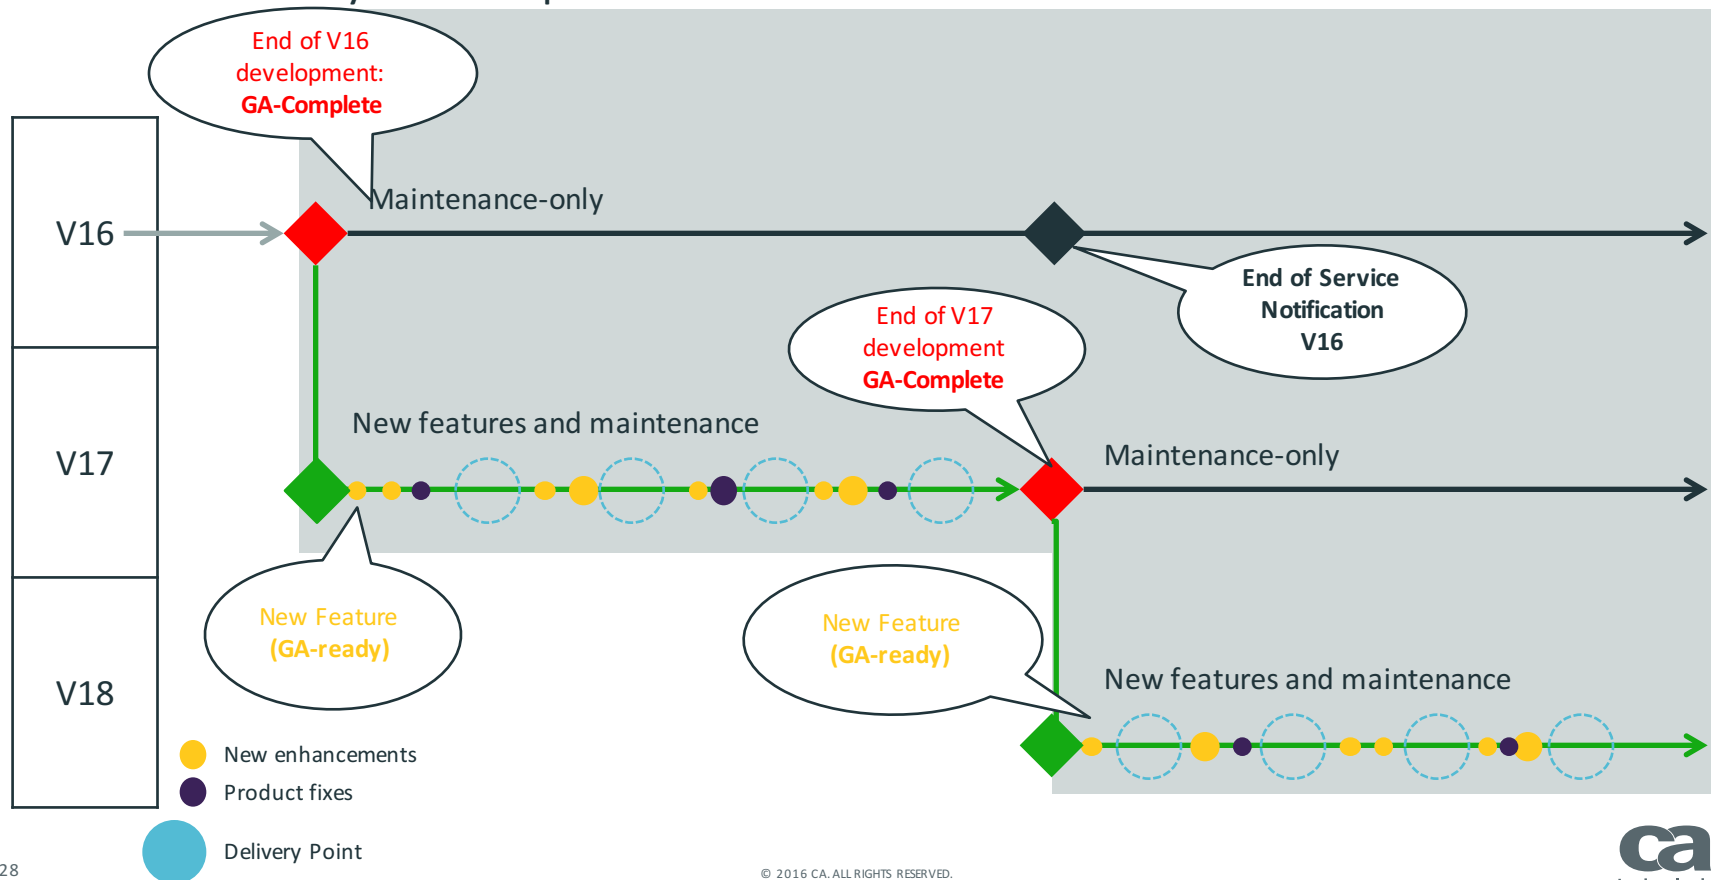 End of V16
development:
GA-Complete
V16
Maintenance-only
End of Service
Notification
V16
End of V17
development
GA-Complete
New features and maintenance
V17
Maintenance-only
New Feature
(GA-ready)
New Feature
(GA-ready)
V18
New features and maintenance
New enhancements
Product fixes
Delivery Point
28
© 2016 CA. ALL RIGHTS RESERVED.
ca